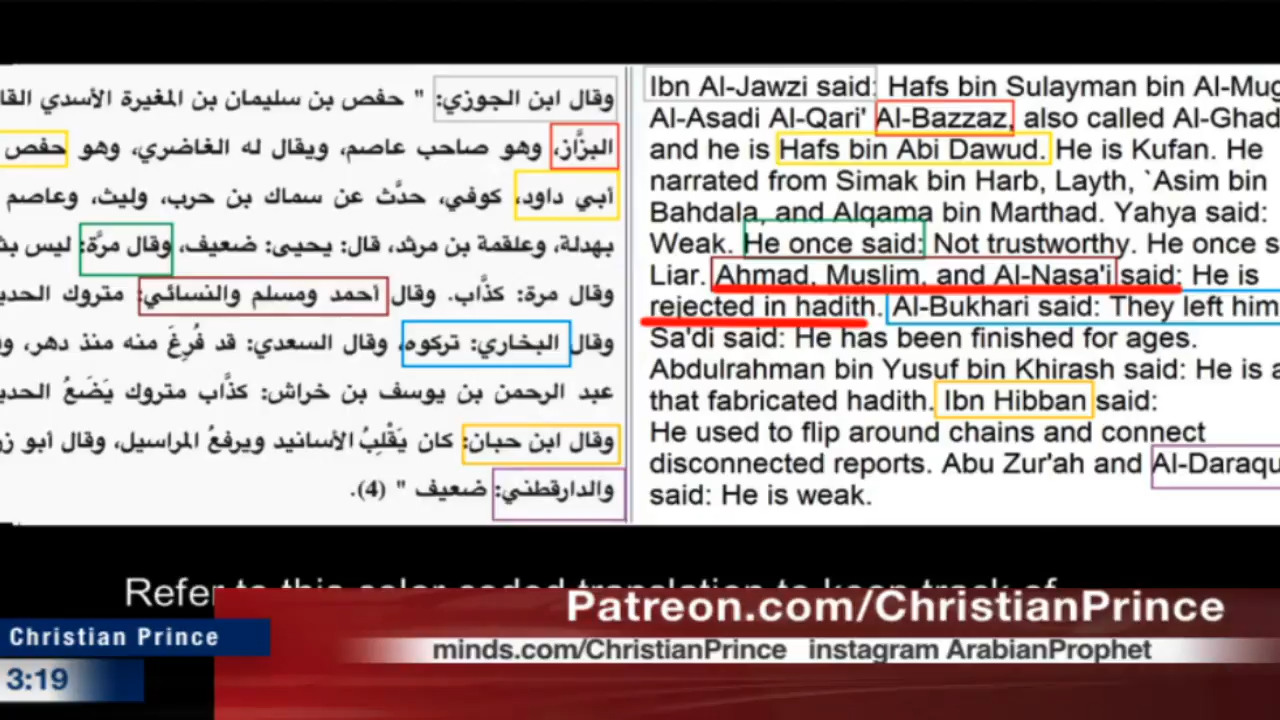 وقال ابن الجوزي: " حفص بن سليمان بن المغيرة الأسدي
البزَّاز، وهو صاحب عاصم، ويقال له الغاضري، وهو حفص
أبي داود، كوفي، حدَّث عن سماك بن حرب، وليث، وعاصم
بهدلة، وعلقمة بن مرثد، قال: يحيى: ضعيف، وقال مرَّة: ليس
وقال مرة: كذَّاب. وقال أحمد ومسلم والنسائي: متروك
وقال البخاري: تركوه، وقال السعدي: قد فُرِغَ منه منذ دهر،
عبد الرحمن بن يوسف بن خراش: كذَّاب متروك يَضَعُ
وقال ابن حبان: كان يَقْلِبُ الأسانيد ويرفعُ المراسيل، وقال أبو
والدارقطني: ضعيف " (4).
Ibn Al-Jawzi said: Hafs bin Sulayman bin
Al-Asadi Al-Qari' Al-Bazzaz, also called
and he is Hafs bin Abi Dawud. He is Kufan. He
narrated from Simak bin Harb, Layth, `Asim bin
Bahdala, and Alqama bin Marthad. Yahya said:
Weak. He once said: Not trustworthy. He once
Liar. Ahmad, Muslim, and Al-Nasa'i said: He is
rejected in hadith. Al-Bukhari said: They left him
Sa'di said: He has been finished for ages.
Abdulrahman bin Yusuf bin Khirash said: He is
that fabricated hadith. Ibn Hibban said:
He used to flip around chains and connect
disconnected reports. Abu Zur'ah and
said: He is weak.
Refer to this color coded translation to keep track of
Patreon.com/ChristianPrince
Christian Prince
minds.com/ChristianPrince instagram ArabianProphet
3:19